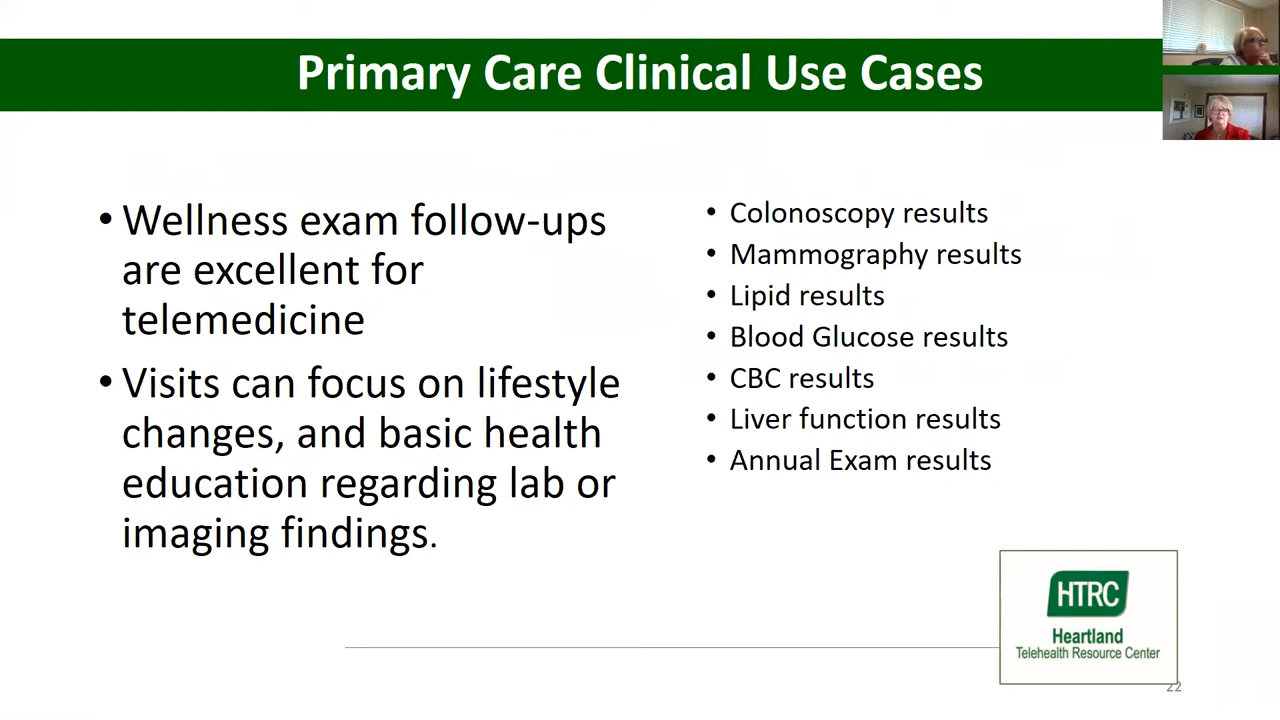 Primary Care Clinical Use Cases
• Wellness exam follow-ups
are excellent for
telemedicine
• Visits can focus on lifestyle
changes, and basic health
education regarding lab or
imaging findings.
• Colonoscopy results
• Mammography results
• Lipid results
• Blood Glucose results
• CBC results
• Liver function results
• Annual Exam results
HTRC
Heartland
Telehealth Resource Center
22